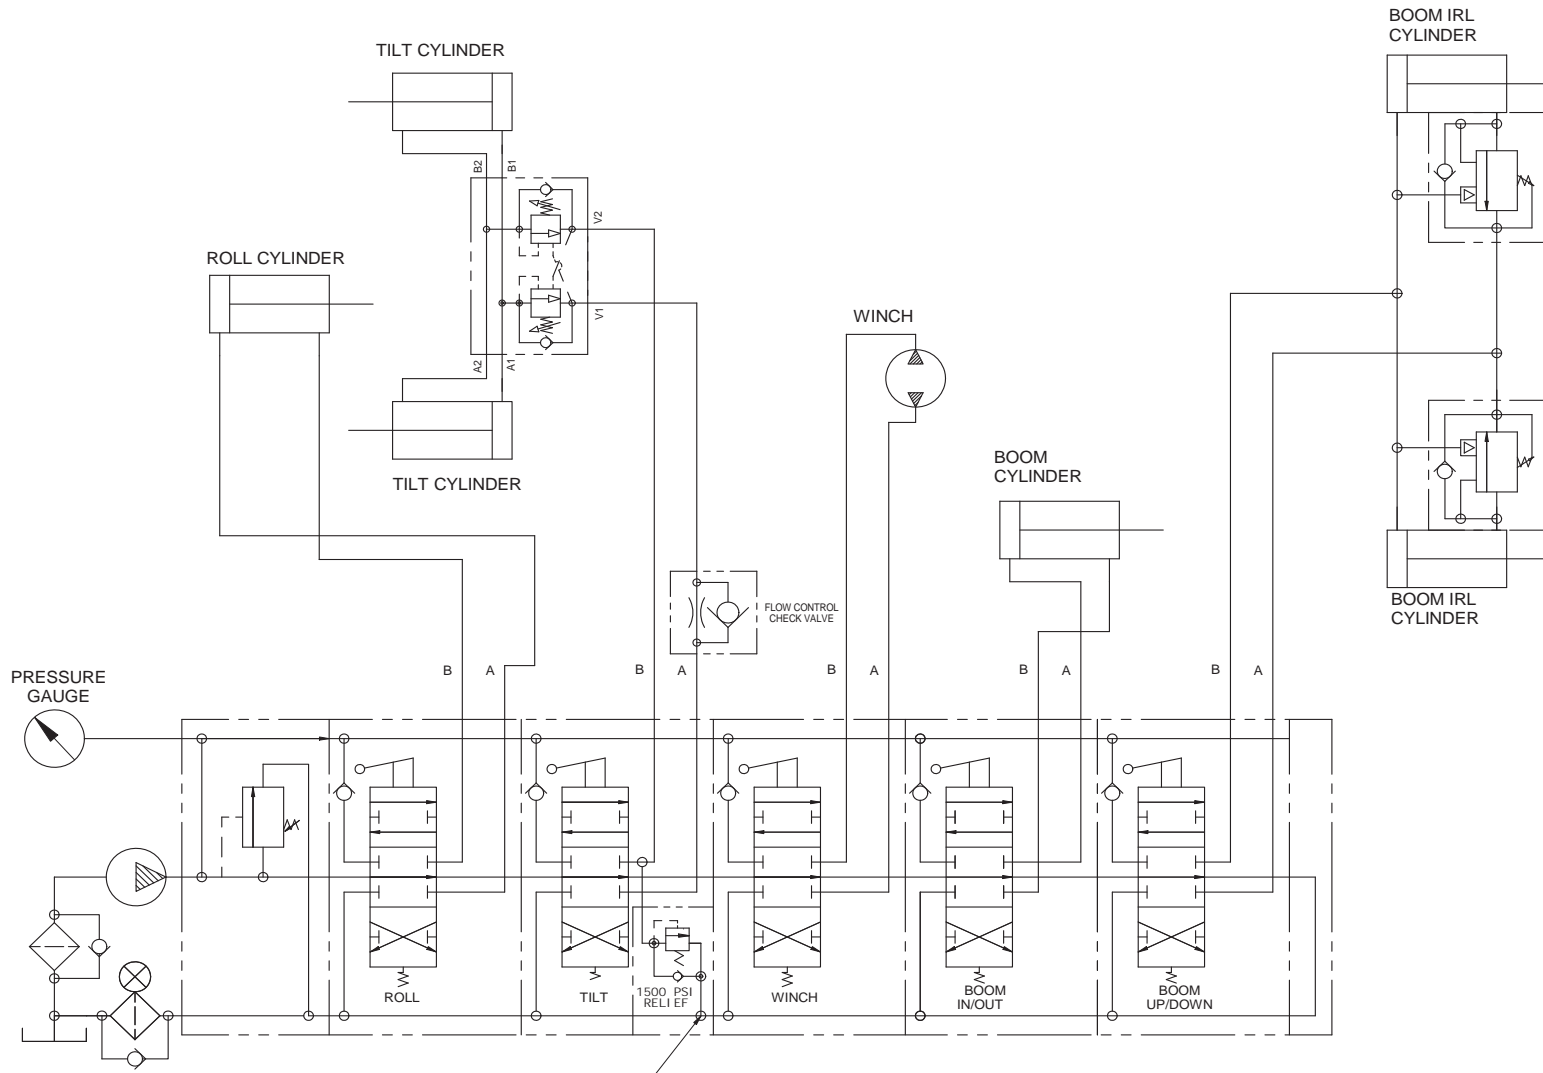 BOOM IRL
CYLINDER
TILT CYLINDER
B2
B1
V2
ROLL CYLINDER
V1
WINCH
A2
A1
BOOM
CYLINDER
TILT CYLINDER
FLOW CONTROL
CHECK VALVE
BOOM IRL
CYLINDER
PRESSURE
GAUGE
B
A
B
A
B
A
B
A
B
A
ROLL
TILT
1500 PSI
RELIEF
WINCH
BOOM
IN/OUT
BOOM
UP/DOWN